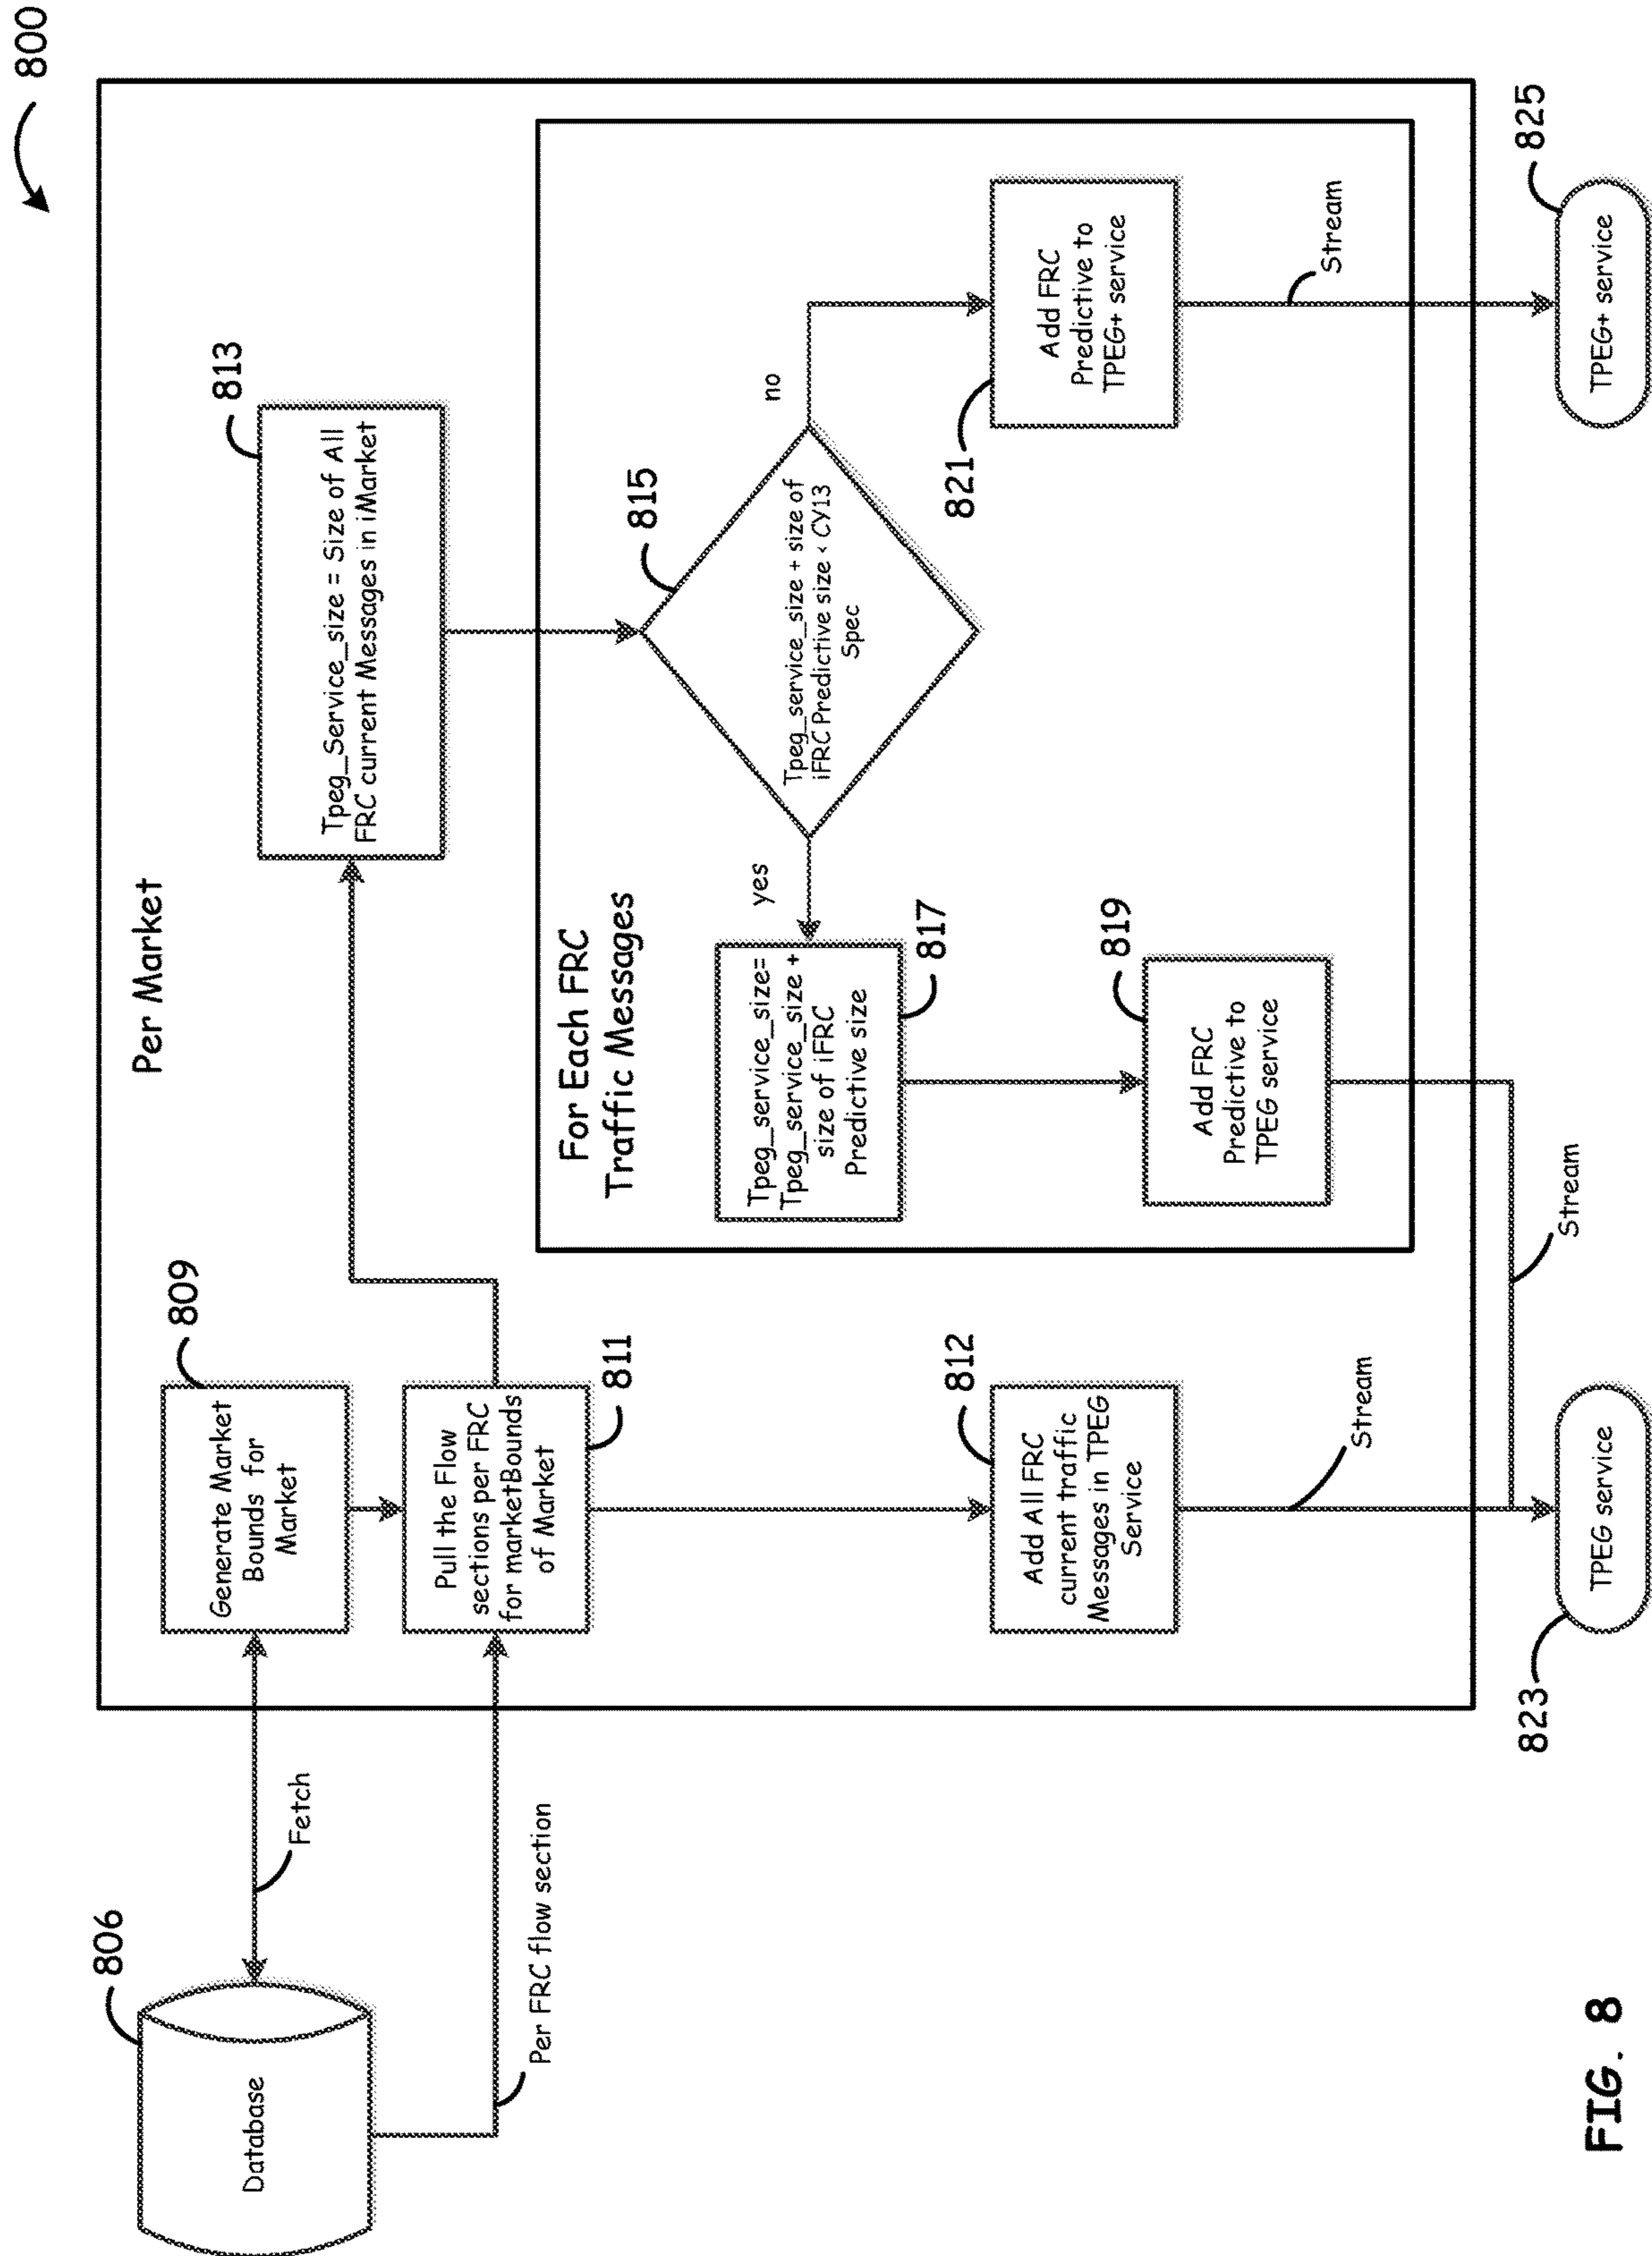 800
Per Market
806
Database
Fetch
Per FRC flow section
809
Generate Market
Bounds for
Market
811
Pull the Flow
sections per FRC
for marketBounds
of Market
813
Tpeg_Service_size = Size of All
FRC current Messages in iMarket
812
Add All FRC
current traffic
Messages in TPEG
Service
Stream
For Each FRC
Traffic Messages
815
Tpeg_service_size + size of
iFRC Predictive size < CY13
Spec
yes
no
817
Tpeg_service_size=
Tpeg_service_size +
size of iFRC
Predictive size
819
Add FRC
Predictive to
TPEG service
Stream
821
Add FRC
Predictive to
TPEG+ service
Stream
823
TPEG service
825
TPEG+ service
FIG. 8